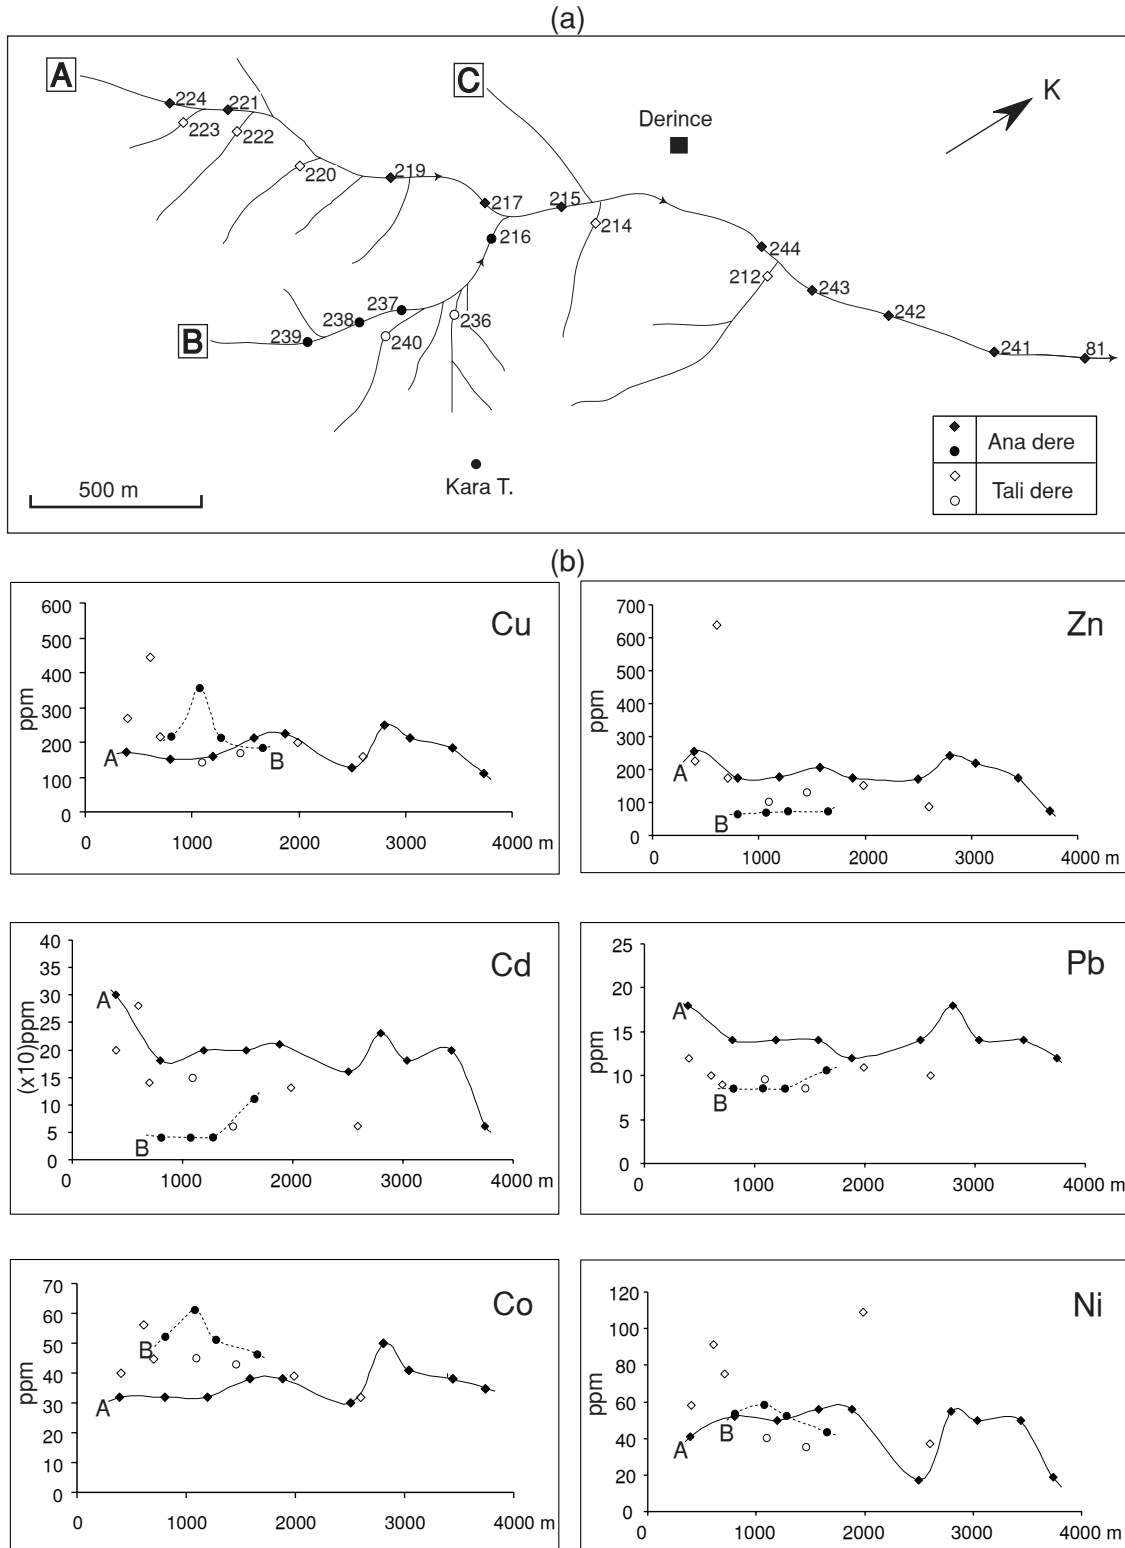 (a)
A
C
K
Derince
224
221
223
222
220
219
217
215
216
214
244
212
243
242
241
81
B
239
238
237
240
236
Kara T.
500 m
Ana dere
Tali dere
(b)
Cu
ppm
600
500
400
300
200
100
0
A
B
0 1000 2000 3000 4000 m
Zn
ppm
700
600
500
400
300
200
100
0
A
B
0 1000 2000 3000 4000 m
Cd
(x10)ppm
40
35
30
25
20
15
10
5
0
A
B
0 1000 2000 3000 4000 m
Pb
ppm
25
20
15
10
5
0
A
B
0 1000 2000 3000 4000 m
Co
ppm
70
60
50
40
30
20
10
0
B
A
0 1000 2000 3000 4000 m
Ni
ppm
120
100
80
60
40
20
0
A
B
0 1000 2000 3000 4000 m